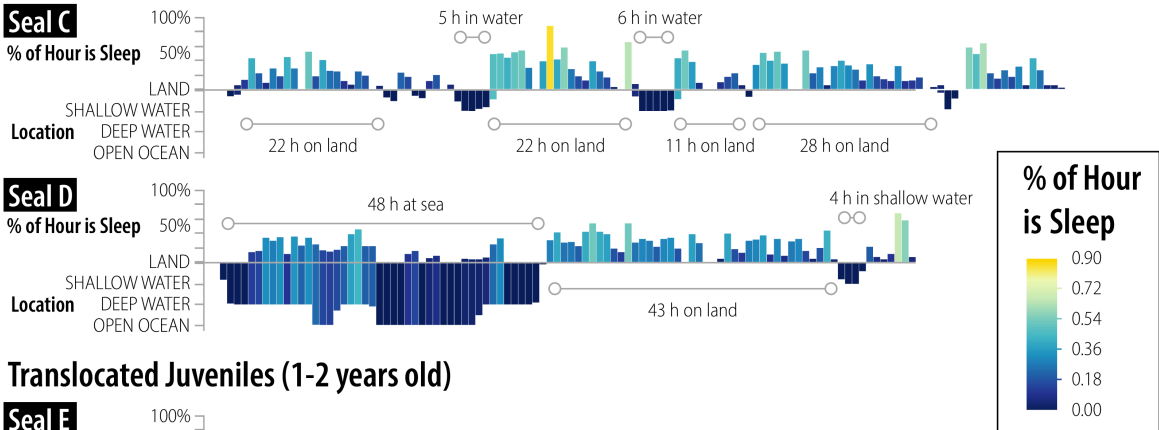 Seal C
% of Hour is Sleep
100%
50%
LAND
SHALLOW WATER
Location
DEEP WATER
OPEN OCEAN
5 h in water
6 h in water
22 h on land
22 h on land
11 h on land
28 h on land
Seal D
% of Hour is Sleep
100%
50%
LAND
SHALLOW WATER
Location
DEEP WATER
OPEN OCEAN
48 h at sea
4 h in shallow water
43 h on land
% of Hour
is Sleep
0.90
0.72
0.54
0.36
0.18
0.00
Translocated Juveniles (1-2 years old)
Seal E
100%